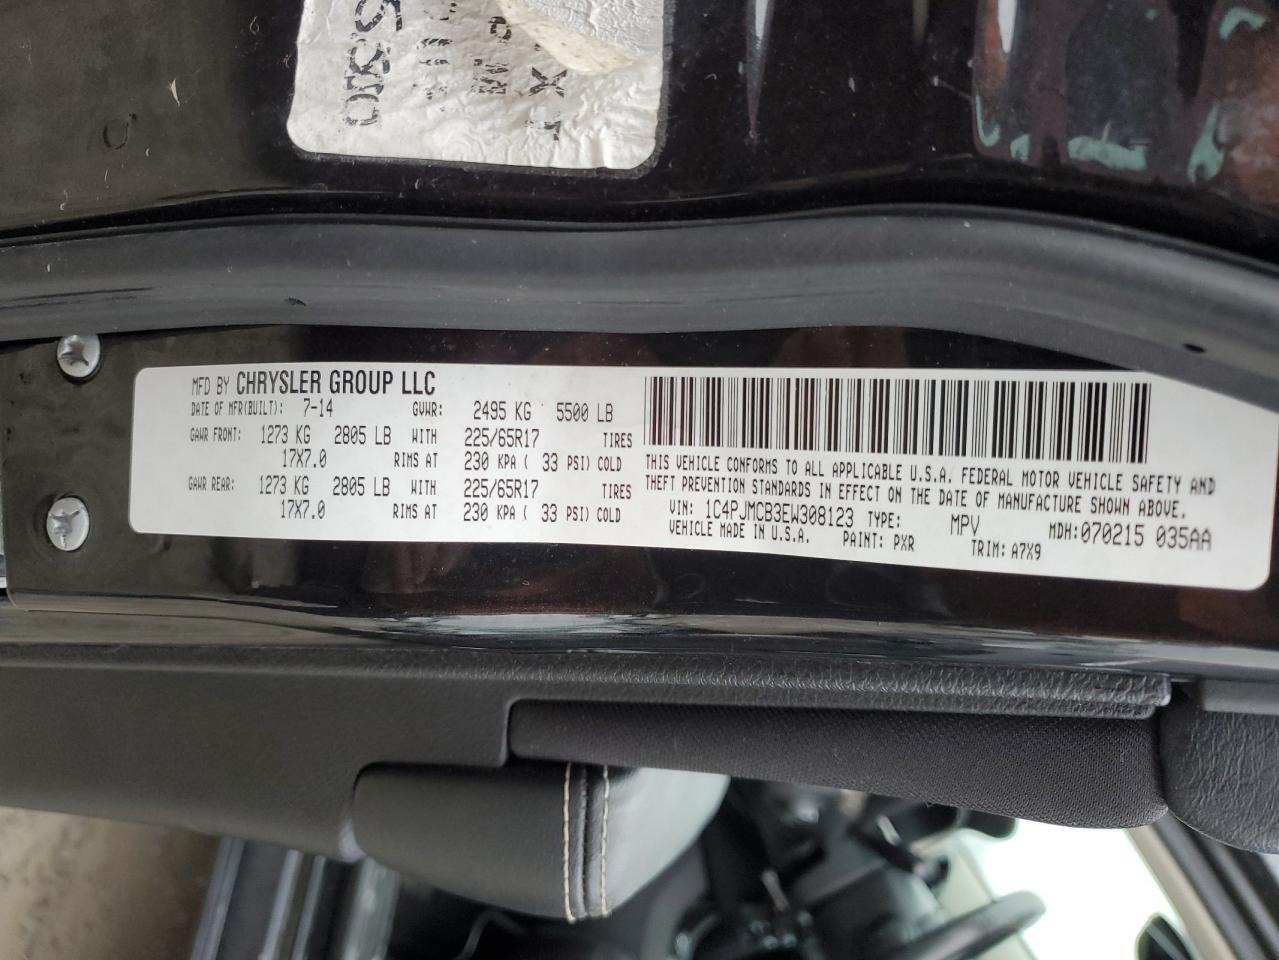 MFD BY CHRYSLER GROUP LLC
DATE OF MFR(BUILT): 7-14 GVWR: 2495 KG 5500 LB
GAWR FRONT: 1273 KG 2805 LB WITH 225/65R17 TIRES
17X7.0 RIMS AT 230 KPA ( 33 PSI) COLD
GAWR REAR: 1273 KG 2805 LB WITH 225/65R17 TIRES
17X7.0 RIMS AT 230 KPA ( 33 PSI) COLD
THIS VEHICLE CONFORMS TO ALL APPLICABLE U.S.A. FEDERAL MOTOR VEHICLE SAFETY AND
THEFT PREVENTION STANDARDS IN EFFECT ON THE DATE OF MANUFACTURE SHOWN ABOVE.
VIN: 1C4PJMCB3EW308123 TYPE: MPV MDH:070215 035AA
VEHICLE MADE IN U.S.A. PAINT: PXR TRIM: A7X9